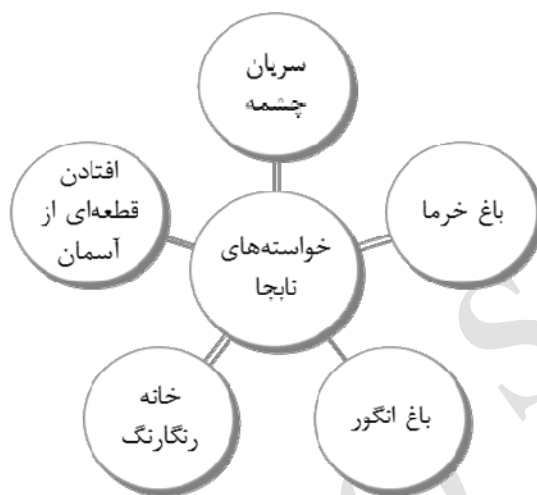 سریان
چشمه
باغ خرما
باغ انگور
خانه
رنگارنگ
افتادن
قطعه‌ای از
آسمان
خواسته‌های
نابجا